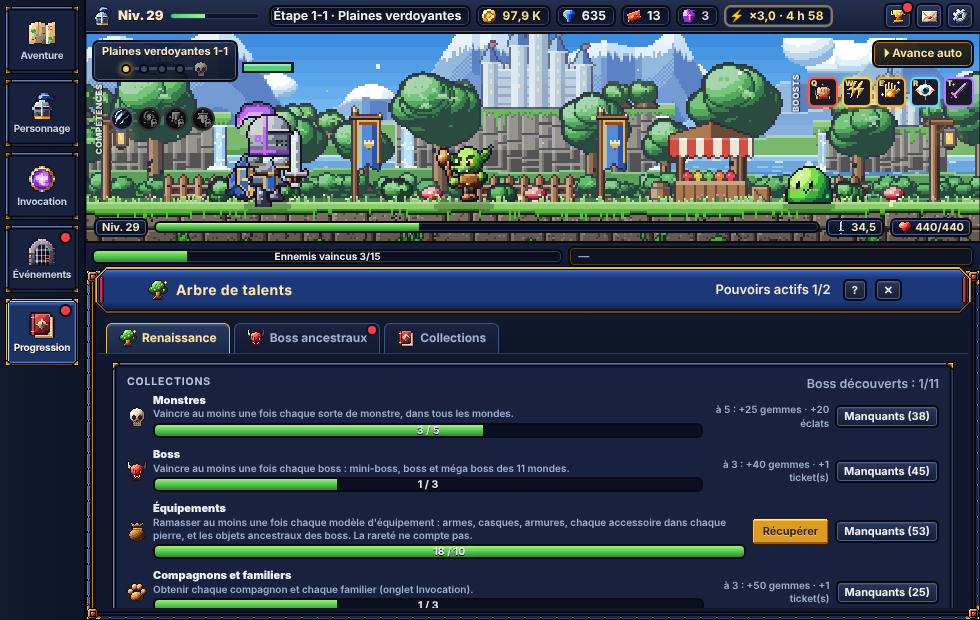 Niv. 29
Étape 1-1 · Plaines verdoyantes
97,9 K
635
13
3
×3,0 · 4 h 58
Aventure
Personnage
Invocation
Événements
Progression
Plaines verdoyantes 1-1
Avance auto
COMPÉTENCES
BOOSTS
Niv. 29
34,5
440/440
Ennemis vaincus 3/15
—
Arbre de talents
Pouvoirs actifs 1/2
?
×
Renaissance
Boss ancestraux
Collections
COLLECTIONS
Boss découverts : 1/11
Monstres
Vaincre au moins une fois chaque sorte de monstre, dans tous les mondes.
3 / 5
à 5 : +25 gemmes · +20
éclats
Manquants (38)
Boss
Vaincre au moins une fois chaque boss : mini-boss, boss et méga boss des 11 mondes.
1 / 3
à 3 : +40 gemmes · +1
ticket(s)
Manquants (45)
Équipements
Ramasser au moins une fois chaque modèle d'équipement : armes, casques, armures, chaque accessoire dans chaque
pierre, et les objets ancestraux des boss. La rareté ne compte pas.
18 / 10
Récupérer
Manquants (53)
Compagnons et familiers
Obtenir chaque compagnon et chaque familier (onglet Invocation).
1 / 3
à 3 : +50 gemmes · +1
ticket(s)
Manquants (25)